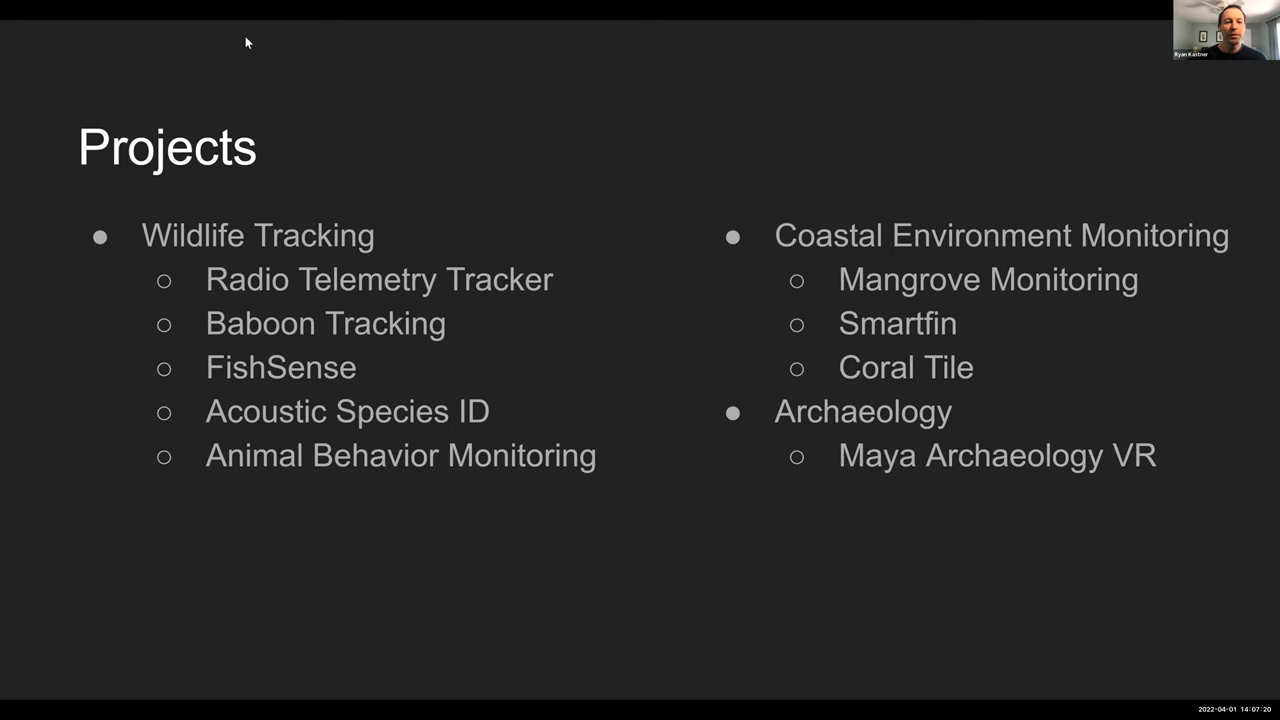 Ryan Kastner
Projects
● Wildlife Tracking
○ Radio Telemetry Tracker
○ Baboon Tracking
○ FishSense
○ Acoustic Species ID
○ Animal Behavior Monitoring
● Coastal Environment Monitoring
○ Mangrove Monitoring
○ Smartfin
○ Coral Tile
● Archaeology
○ Maya Archaeology VR
2022-04-01 14:07:20